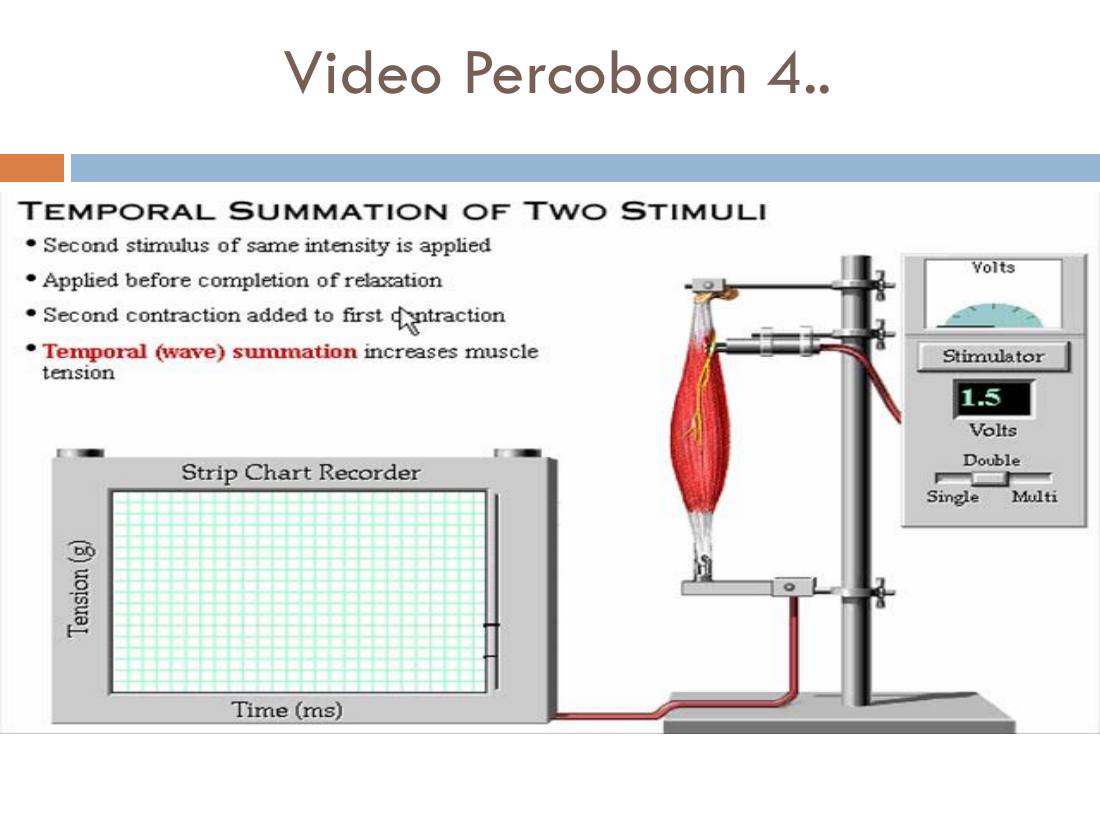 Video Percobaan 4..
TEMPORAL SUMMATION OF TWO STIMULI
• Second stimulus of same intensity is applied
• Applied before completion of relaxation
• Second contraction added to first contraction
• Temporal (wave) summation increases muscle
tension
Volts
Stimulator
1.5
Volts
Double
Single Multi
Strip Chart Recorder
Tension (g)
Time (ms)